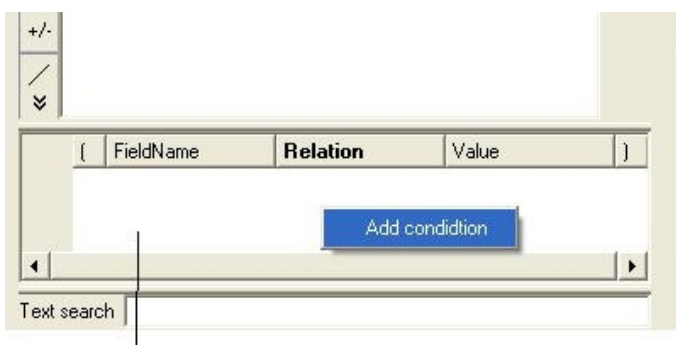 +/-
( FieldName Relation Value )
Add condidtion
Text search